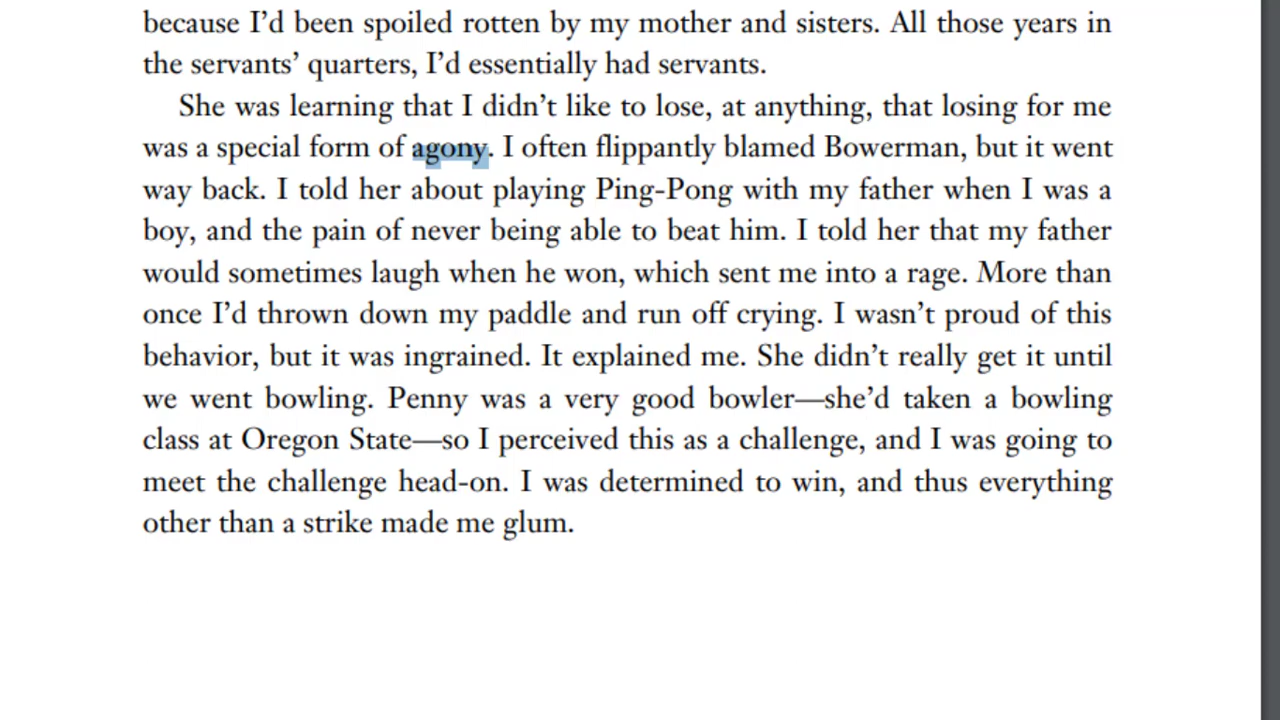 because I’d been spoiled rotten by my mother and sisters. All those years in
the servants’ quarters, I’d essentially had servants.
She was learning that I didn’t like to lose, at anything, that losing for me
was a special form of agony. I often flippantly blamed Bowerman, but it went
way back. I told her about playing Ping-Pong with my father when I was a
boy, and the pain of never being able to beat him. I told her that my father
would sometimes laugh when he won, which sent me into a rage. More than
once I’d thrown down my paddle and run off crying. I wasn’t proud of this
behavior, but it was ingrained. It explained me. She didn’t really get it until
we went bowling. Penny was a very good bowler—she’d taken a bowling
class at Oregon State—so I perceived this as a challenge, and I was going to
meet the challenge head-on. I was determined to win, and thus everything
other than a strike made me glum.